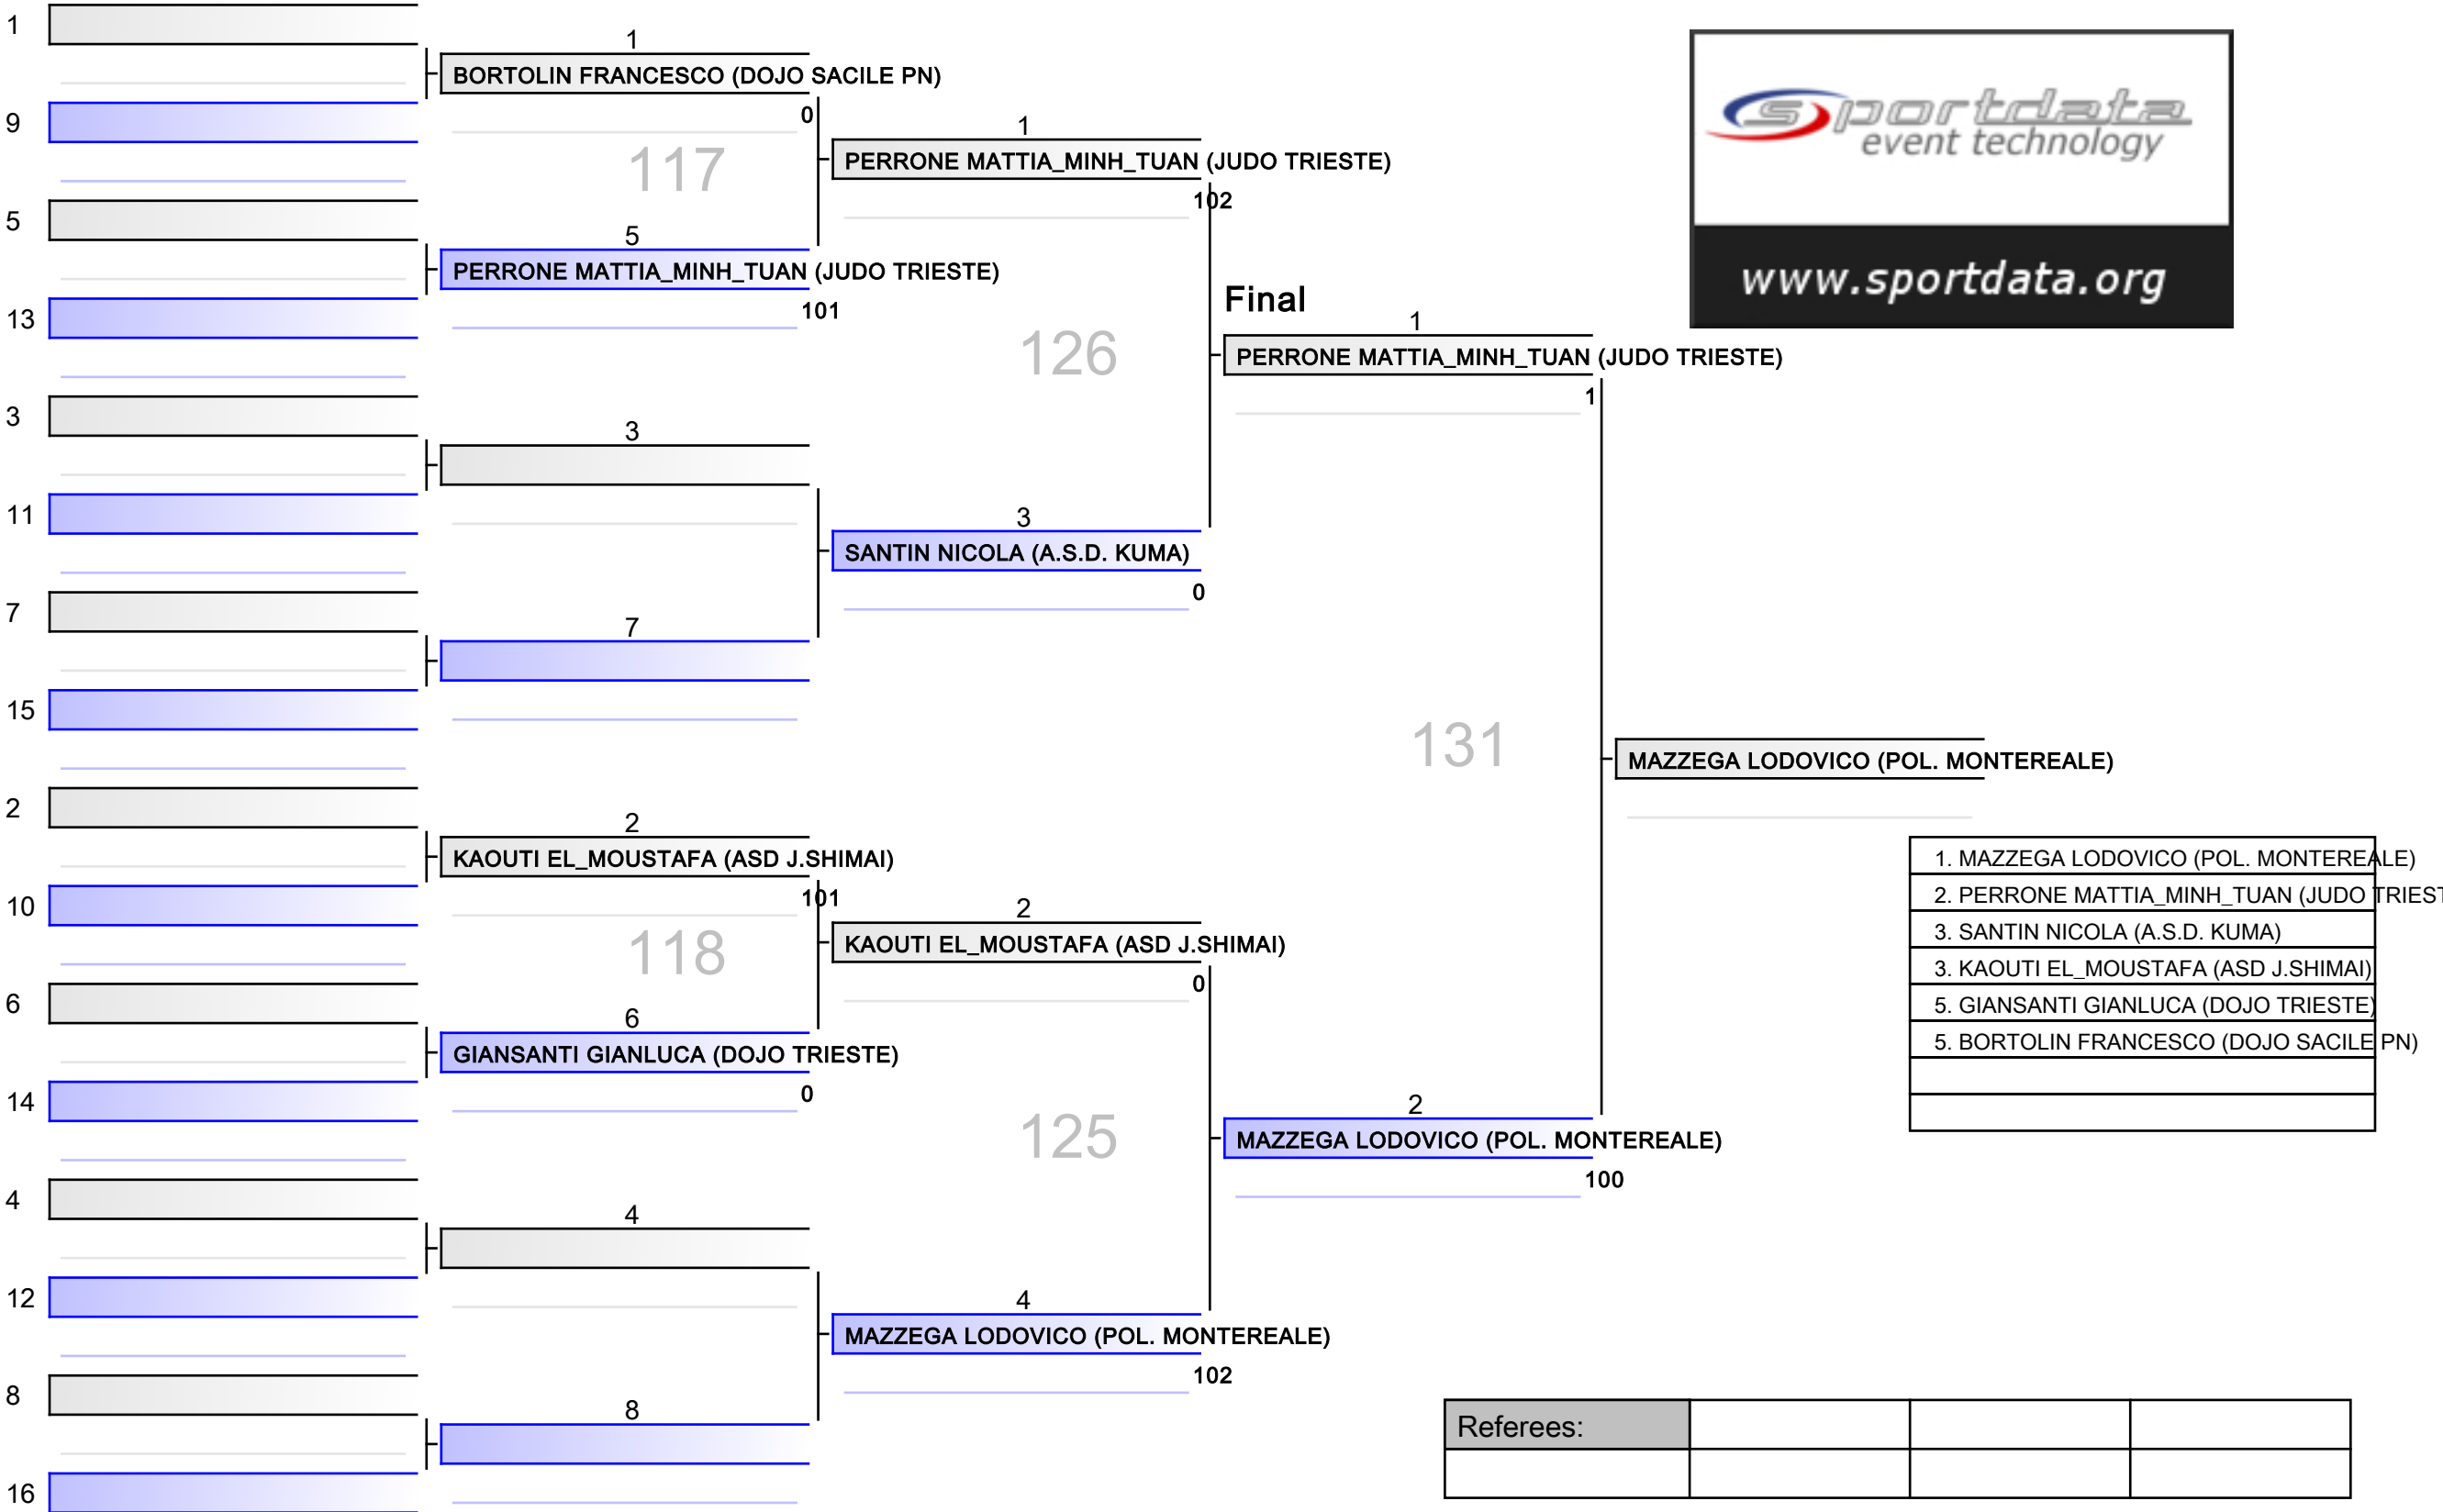 1
9
5
13
3
11
7
15
2
10
6
14
4
12
8
16
1
BORTOLIN FRANCESCO (DOJO SACILE PN)
0
117
5
PERRONE MATTIA_MINH_TUAN (JUDO TRIESTE)
101
3
7
2
KAOUTI EL_MOUSTAFA (ASD J.SHIMAI)
101
118
6
GIANSANTI GIANLUCA (DOJO TRIESTE)
0
4
8
1
PERRONE MATTIA_MINH_TUAN (JUDO TRIESTE)
102
126
3
SANTIN NICOLA (A.S.D. KUMA)
0
2
KAOUTI EL_MOUSTAFA (ASD J.SHIMAI)
0
125
4
MAZZEGA LODOVICO (POL. MONTEREALE)
102
Final
1
PERRONE MATTIA_MINH_TUAN (JUDO TRIESTE)
1
131
2
MAZZEGA LODOVICO (POL. MONTEREALE)
100
MAZZEGA LODOVICO (POL. MONTEREALE)
sportdata
event technology
www.sportdata.org
1. MAZZEGA LODOVICO (POL. MONTEREALE)
2. PERRONE MATTIA_MINH_TUAN (JUDO TRIEST
3. SANTIN NICOLA (A.S.D. KUMA)
3. KAOUTI EL_MOUSTAFA (ASD J.SHIMAI)
5. GIANSANTI GIANLUCA (DOJO TRIESTE)
5. BORTOLIN FRANCESCO (DOJO SACILE PN)
Referees: